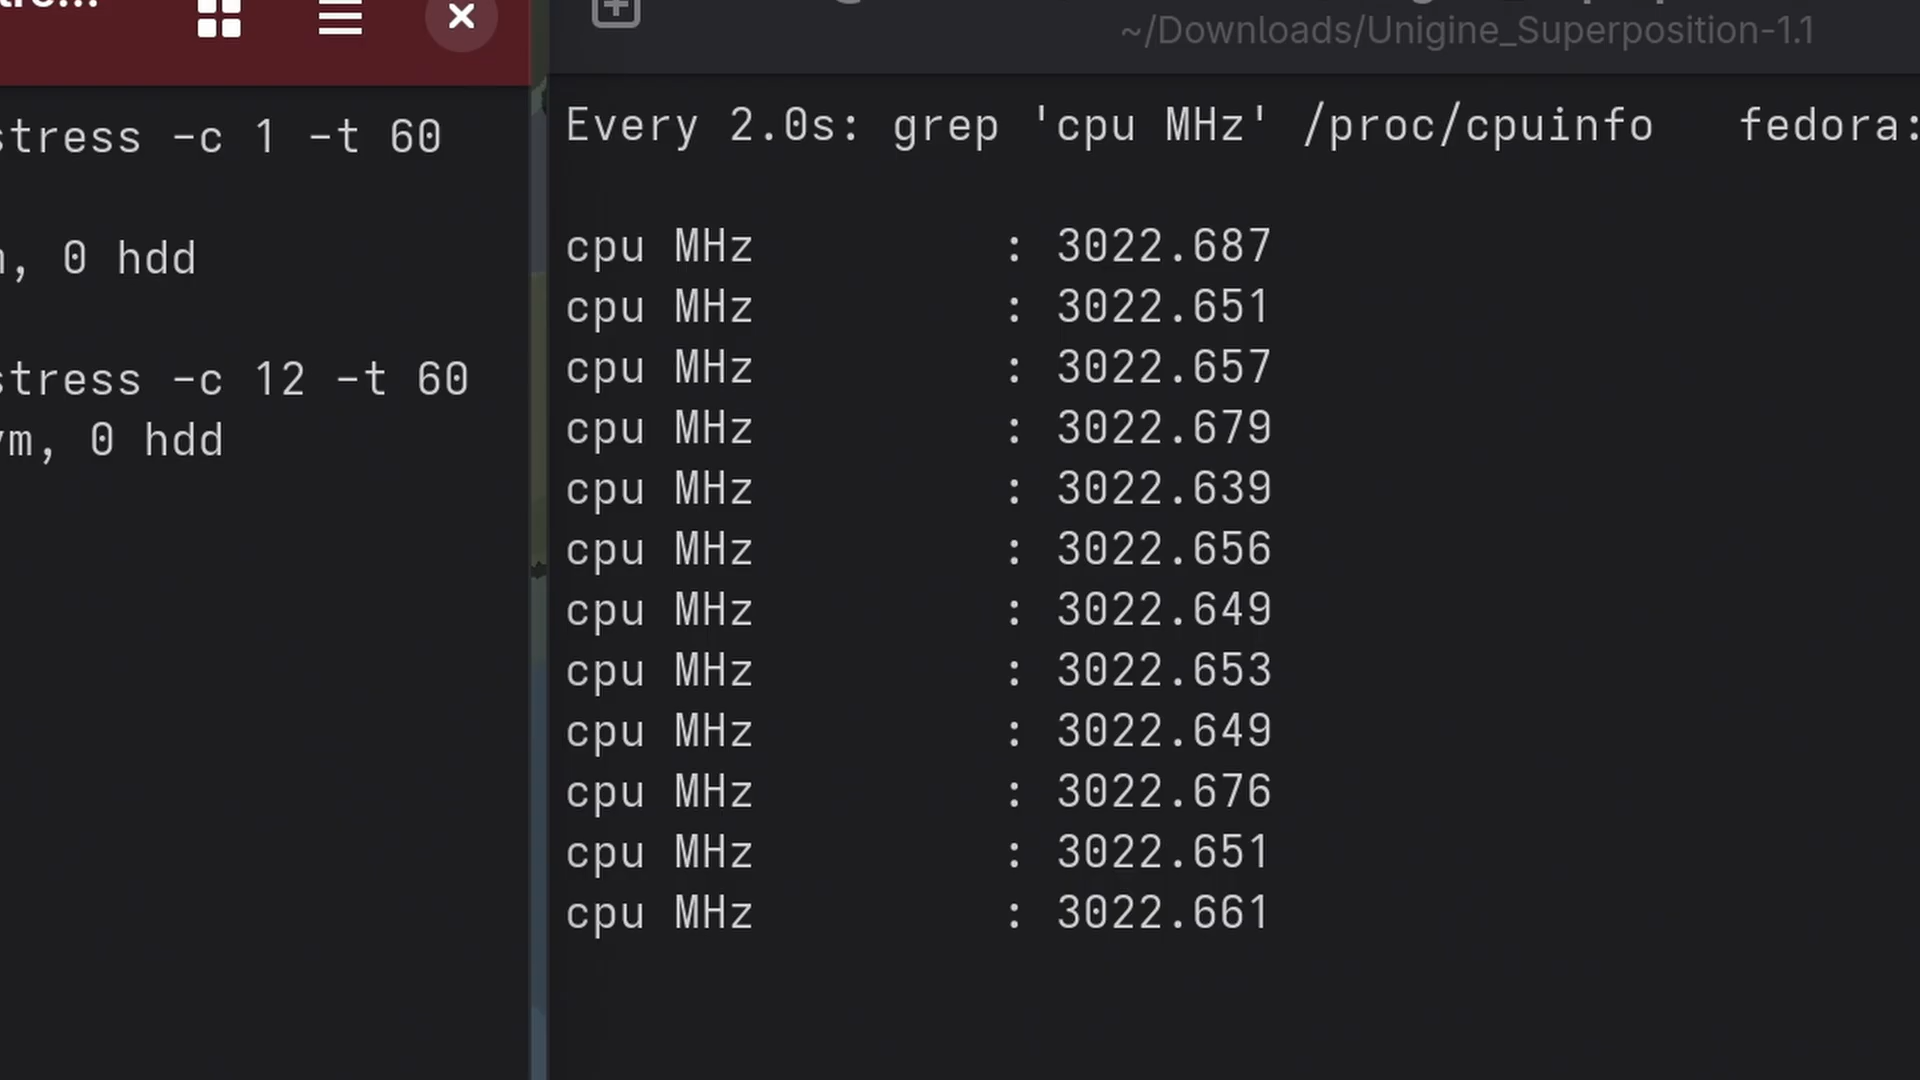 ~/Downloads/Unigine_Superposition-1.1
stress -c 1 -t 60
, 0 hdd
stress -c 12 -t 60
m, 0 hdd
Every 2.0s: grep 'cpu MHz' /proc/cpuinfo fedora:
cpu MHz : 3022.687
cpu MHz : 3022.651
cpu MHz : 3022.657
cpu MHz : 3022.679
cpu MHz : 3022.639
cpu MHz : 3022.656
cpu MHz : 3022.649
cpu MHz : 3022.653
cpu MHz : 3022.649
cpu MHz : 3022.676
cpu MHz : 3022.651
cpu MHz : 3022.661